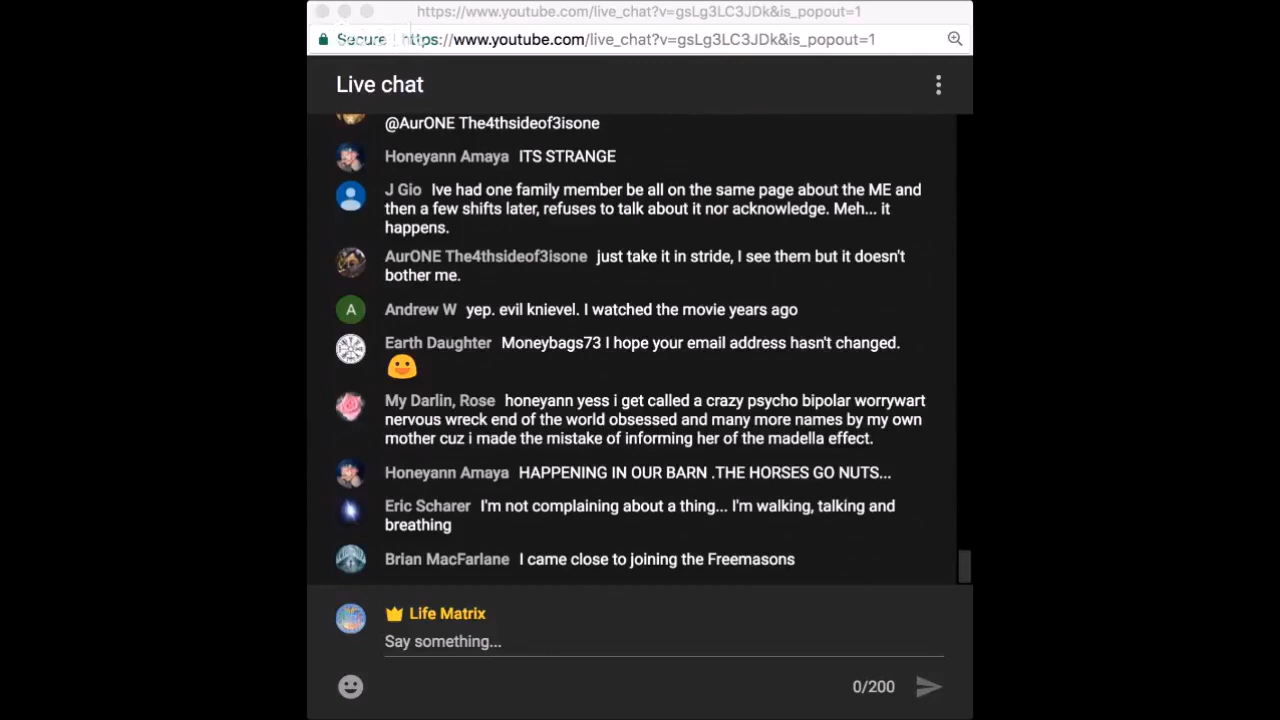 https://www.youtube.com/live_chat?v=gsLg3LC3JDk&is_popout=1
Secure https://www.youtube.com/live_chat?v=gsLg3LC3JDk&is_popout=1
Live chat
@AurONE The4thsideof3isone
Honeyann Amaya ITS STRANGE
J Gio Ive had one family member be all on the same page about the ME and
then a few shifts later, refuses to talk about it nor acknowledge. Meh... it
happens.
AurONE The4thsideof3isone just take it in stride, I see them but it doesn't
bother me.
A Andrew W yep. evil knievel. I watched the movie years ago
Earth Daughter Moneybags73 I hope your email address hasn't changed.
My Darlin, Rose honeyann yess i get called a crazy psycho bipolar worrywart
nervous wreck end of the world obsessed and many more names by my own
mother cuz i made the mistake of informing her of the madella effect.
Honeyann Amaya HAPPENING IN OUR BARN .THE HORSES GO NUTS...
Eric Scharer I'm not complaining about a thing... I'm walking, talking and
breathing
Brian MacFarlane I came close to joining the Freemasons
Life Matrix
Say something...
0/200